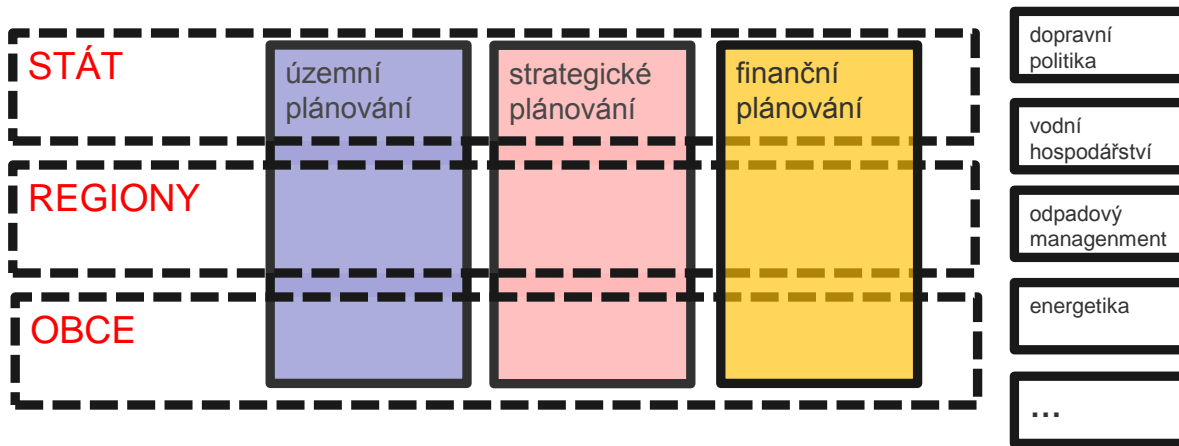 STÁT
územní
plánování
strategické
plánování
finanční
plánování
REGIONY
OBCE
dopravní
politika
vodní
hospodářství
odpadový
managenment
energetika
...